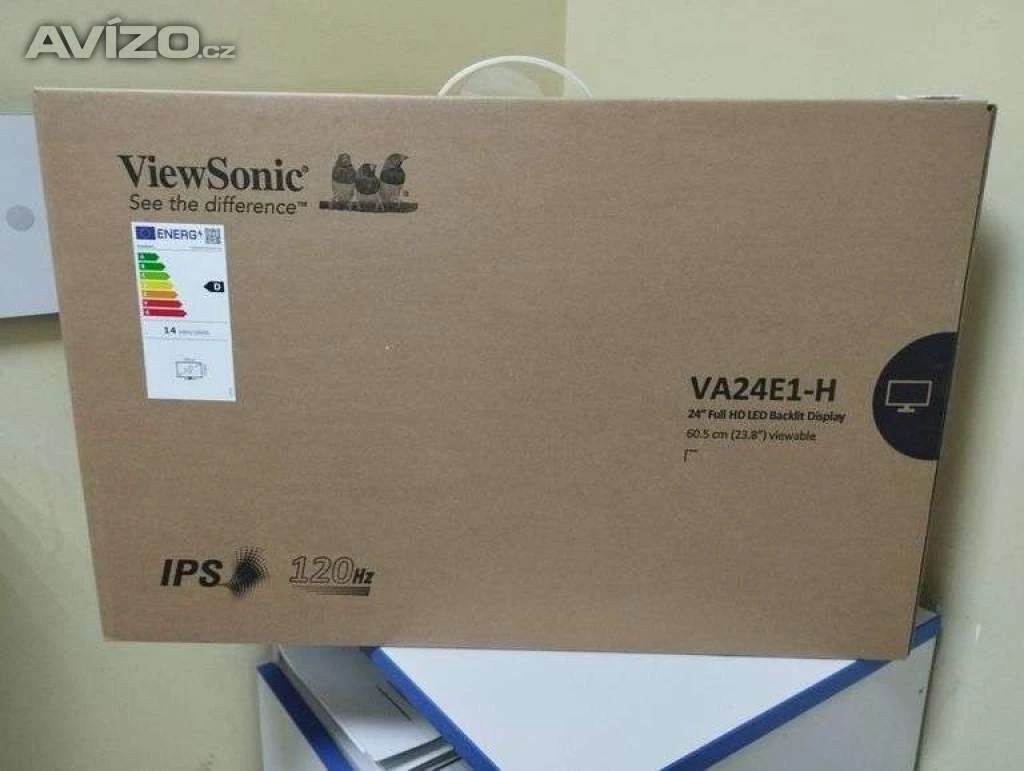 AVÍZO.cz
ViewSonic®
See the difference™
ENERG
D
14
VA24E1-H
24" Full HD LED Backlit Display
60.5 cm (23.8") viewable
IPS
120Hz